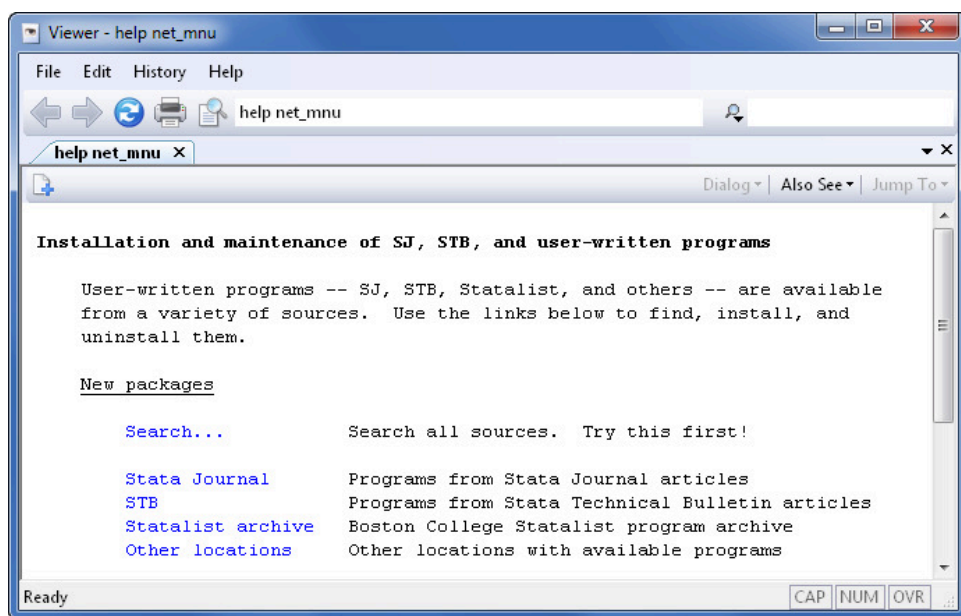 Viewer - help net_mnu
File Edit History Help
help net_mnu
help net_mnu X
Dialog Also See Jump To
Installation and maintenance of SJ, STB, and user-written programs
User-written programs -- SJ, STB, Statalist, and others -- are available
from a variety of sources. Use the links below to find, install, and
uninstall them.
New packages
Search... Search all sources. Try this first!
Stata Journal Programs from Stata Journal articles
STB Programs from Stata Technical Bulletin articles
Statalist archive Boston College Statalist program archive
Other locations Other locations with available programs
Ready CAP NUM OVR